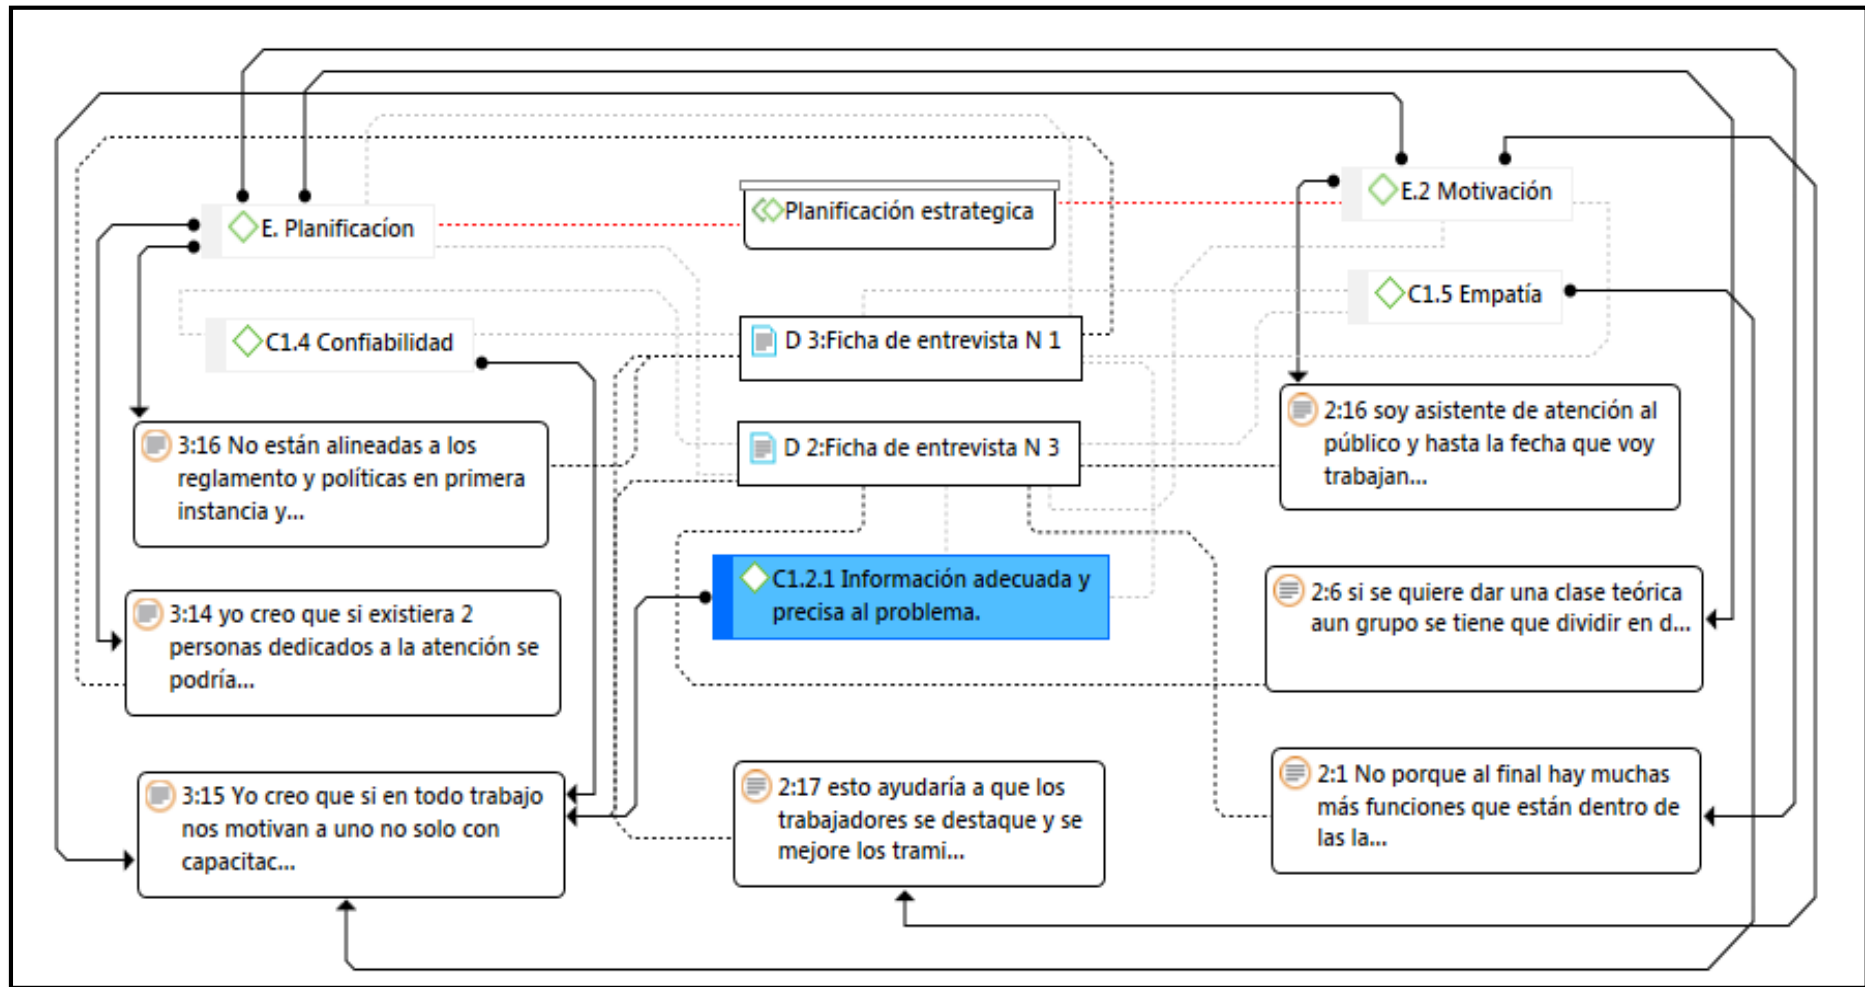 E. Planificacíon
Planificación estrategica
E.2 Motivación
C1.5 Empatía
C1.4 Confiabilidad
D 3:Ficha de entrevista N 1
D 2:Ficha de entrevista N 3
3:16 No están alineadas a los
reglamento y políticas en primera
instancia y...
2:16 soy asistente de atención al
público y hasta la fecha que voy
trabajan...
C1.2.1 Información adecuada y
precisa al problema.
3:14 yo creo que si existiera 2
personas dedicados a la atención se
podría...
2:6 si se quiere dar una clase teórica
aun grupo se tiene que dividir en d...
3:15 Yo creo que si en todo trabajo
nos motivan a uno no solo con
capacitac...
2:17 esto ayudaría a que los
trabajadores se destaque y se
mejore los trami...
2:1 No porque al final hay muchas
más funciones que están dentro de
las la...